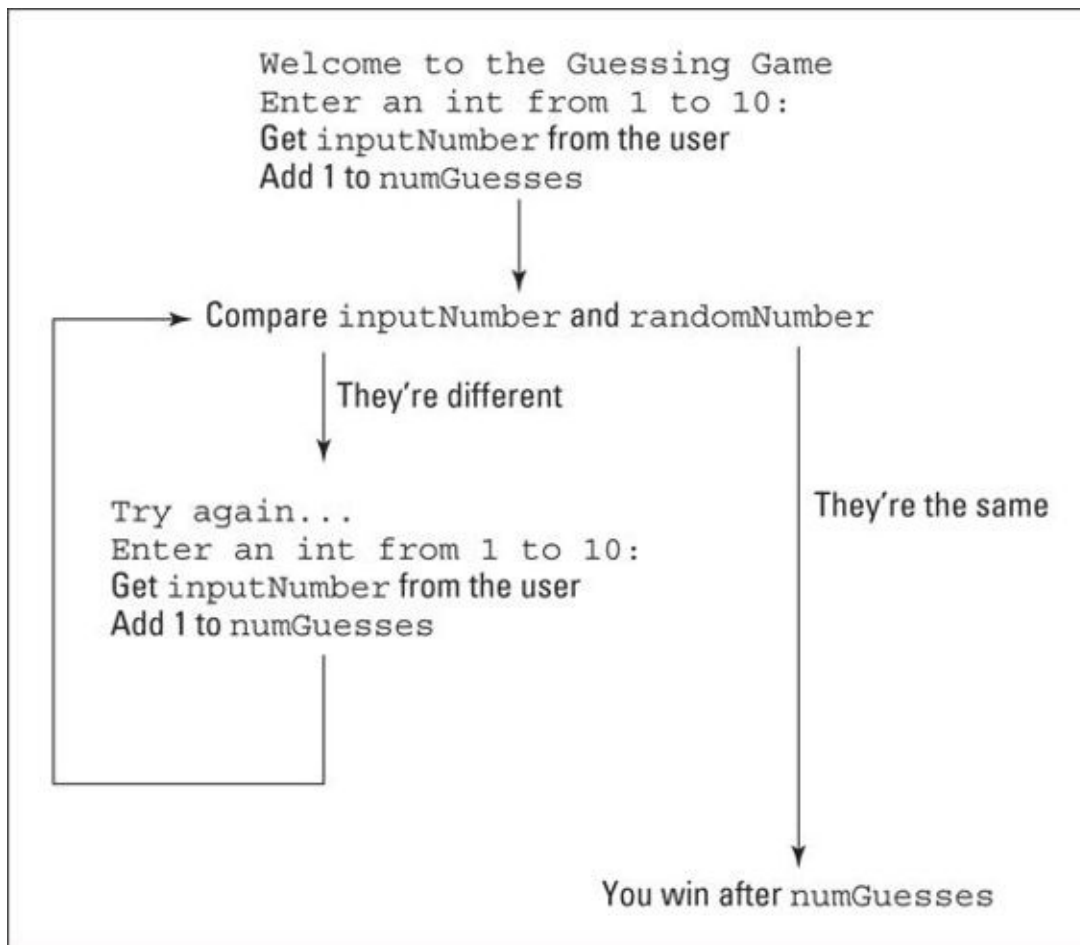 Welcome to the Guessing Game
Enter an int from 1 to 10:
Get inputNumber from the user
Add 1 to numGuesses
Compare inputNumber and randomNumber
They're different
Try again...
Enter an int from 1 to 10:
Get inputNumber from the user
Add 1 to numGuesses
They're the same
You win after numGuesses